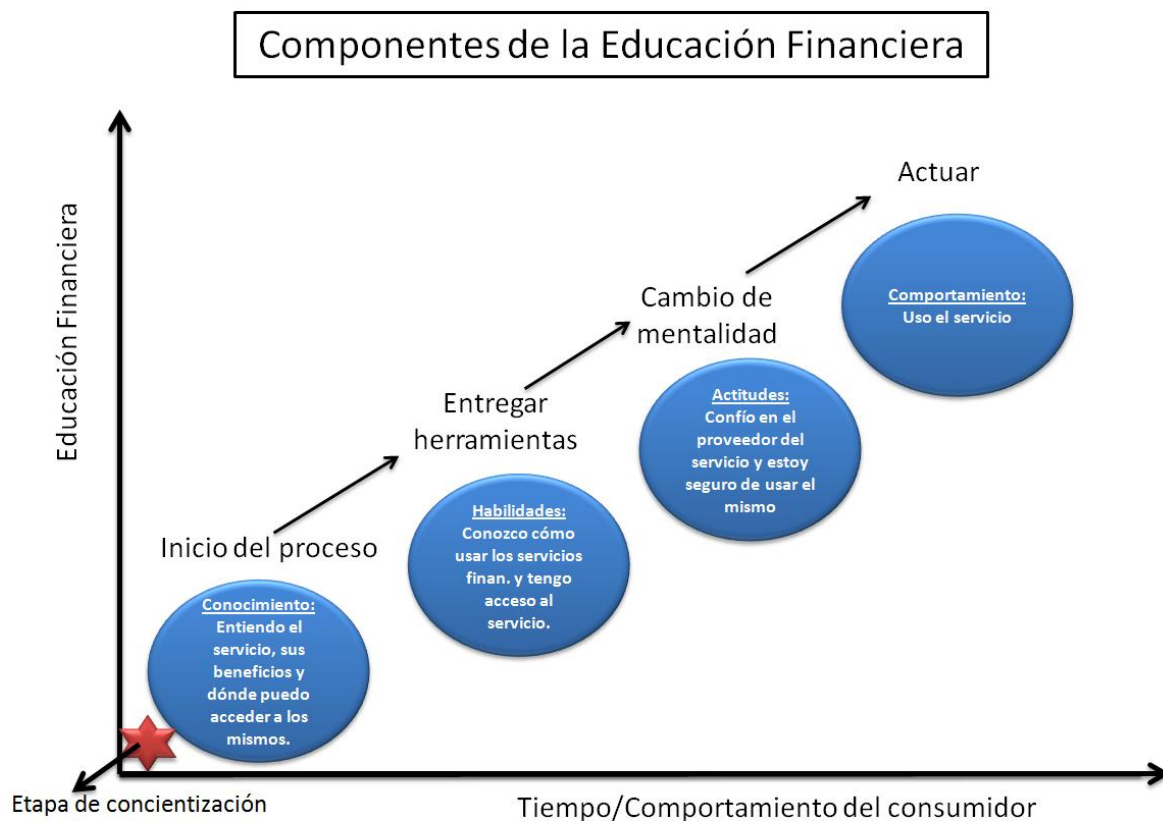 Componentes de la Educación Financiera
Educación Financiera
Actuar
Comportamiento:
Uso el servicio
Cambio de
mentalidad
Actitudes:
Confío en el
proveedor del
servicio y estoy
seguro de usar el
mismo
Entregar
herramientas
Habilidades:
Conozco cómo
usar los servicios
finan. y tengo
acceso al
servicio.
Inicio del proceso
Conocimiento:
Entiendo el
servicio, sus
beneficios y
dónde puedo
acceder a los
mismos.
Etapa de concientización
Tiempo/Comportamiento del consumidor